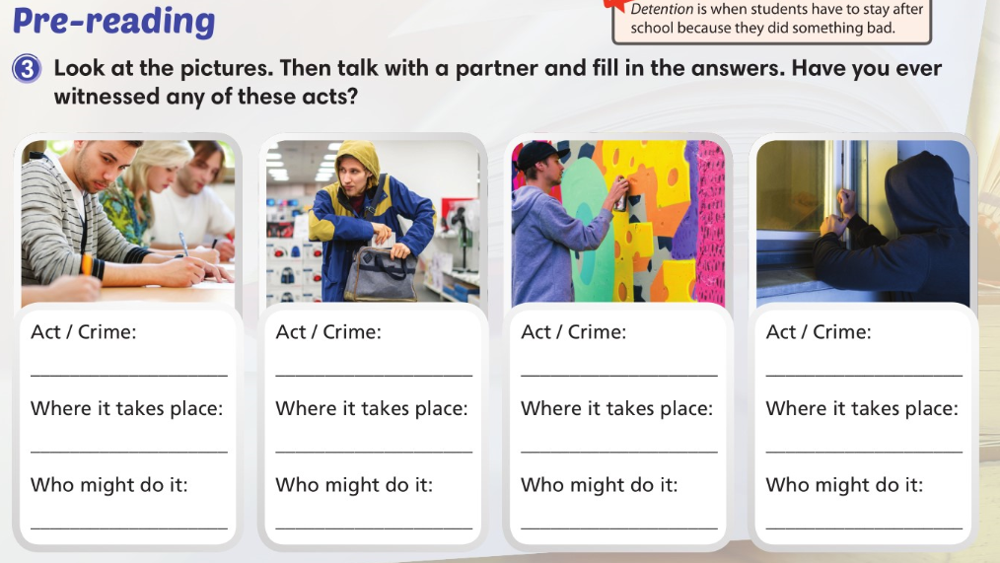 Pre-reading
Detention is when students have to stay after
school because they did something bad.
3 Look at the pictures. Then talk with a partner and fill in the answers. Have you ever
witnessed any of these acts?
Act / Crime:
Where it takes place:
Who might do it:
Act / Crime:
Where it takes place:
Who might do it:
Act / Crime:
Where it takes place:
Who might do it:
Act / Crime:
Where it takes place:
Who might do it: